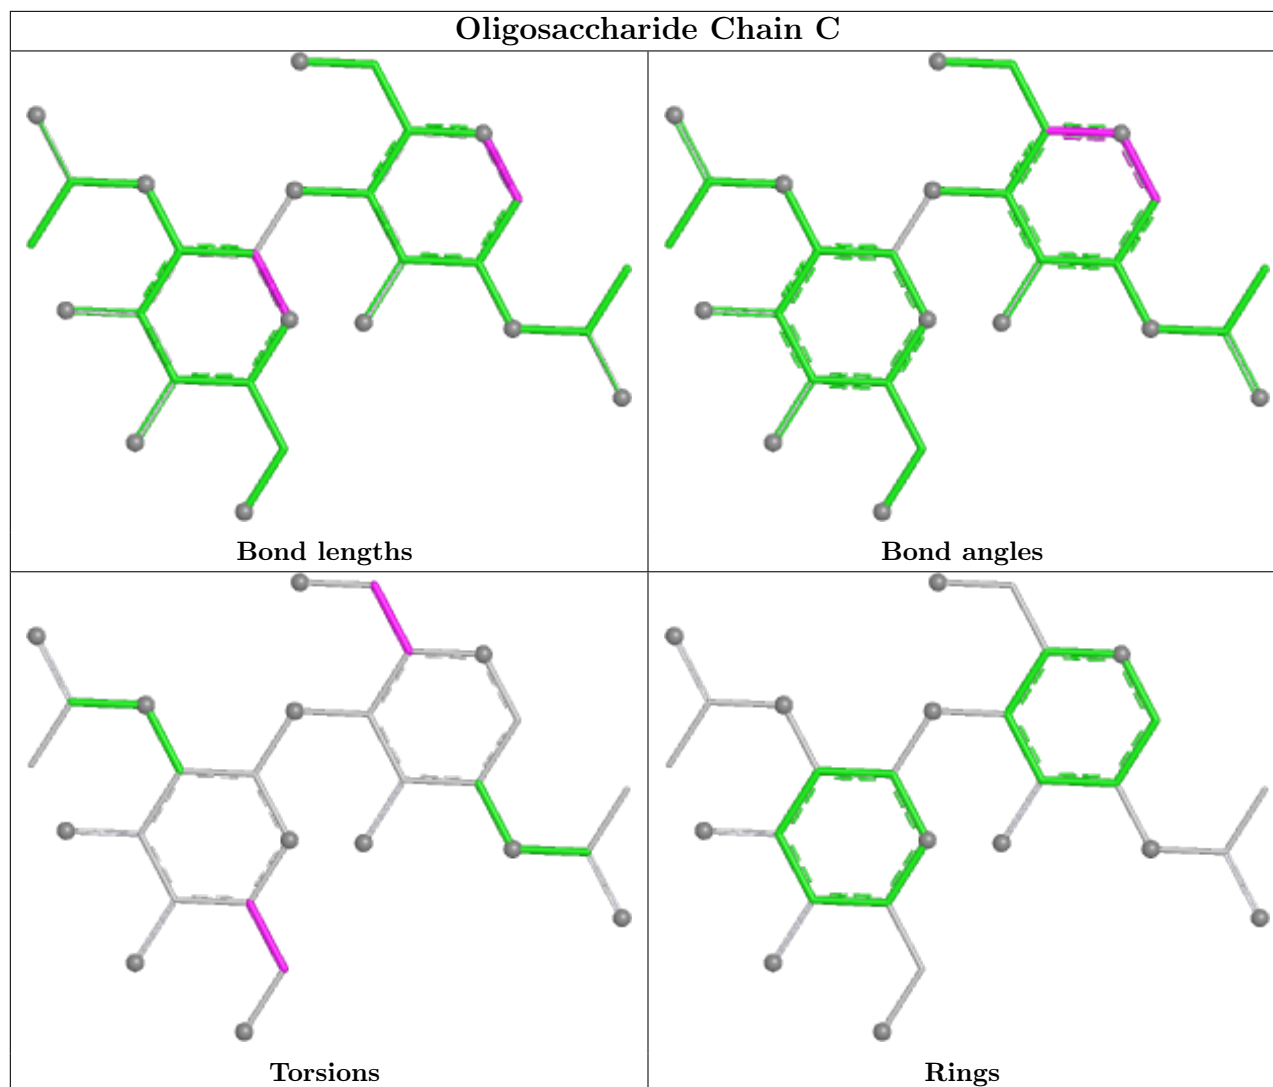 Oligosaccharide Chain C
Bond lengths
Bond angles
Torsions
Rings